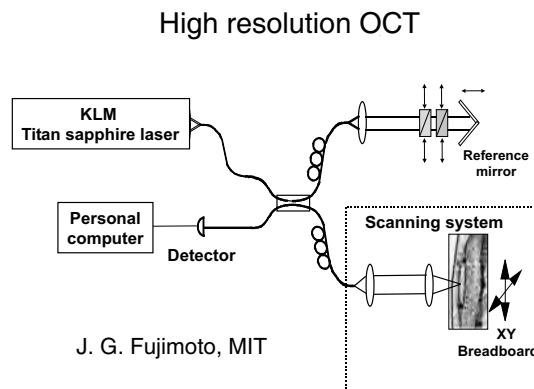 High resolution OCT
KLM
Titan sapphire laser
Reference
mirror
Personal
computer
Detector
Scanning system
XY
Breadboard
J. G. Fujimoto, MIT